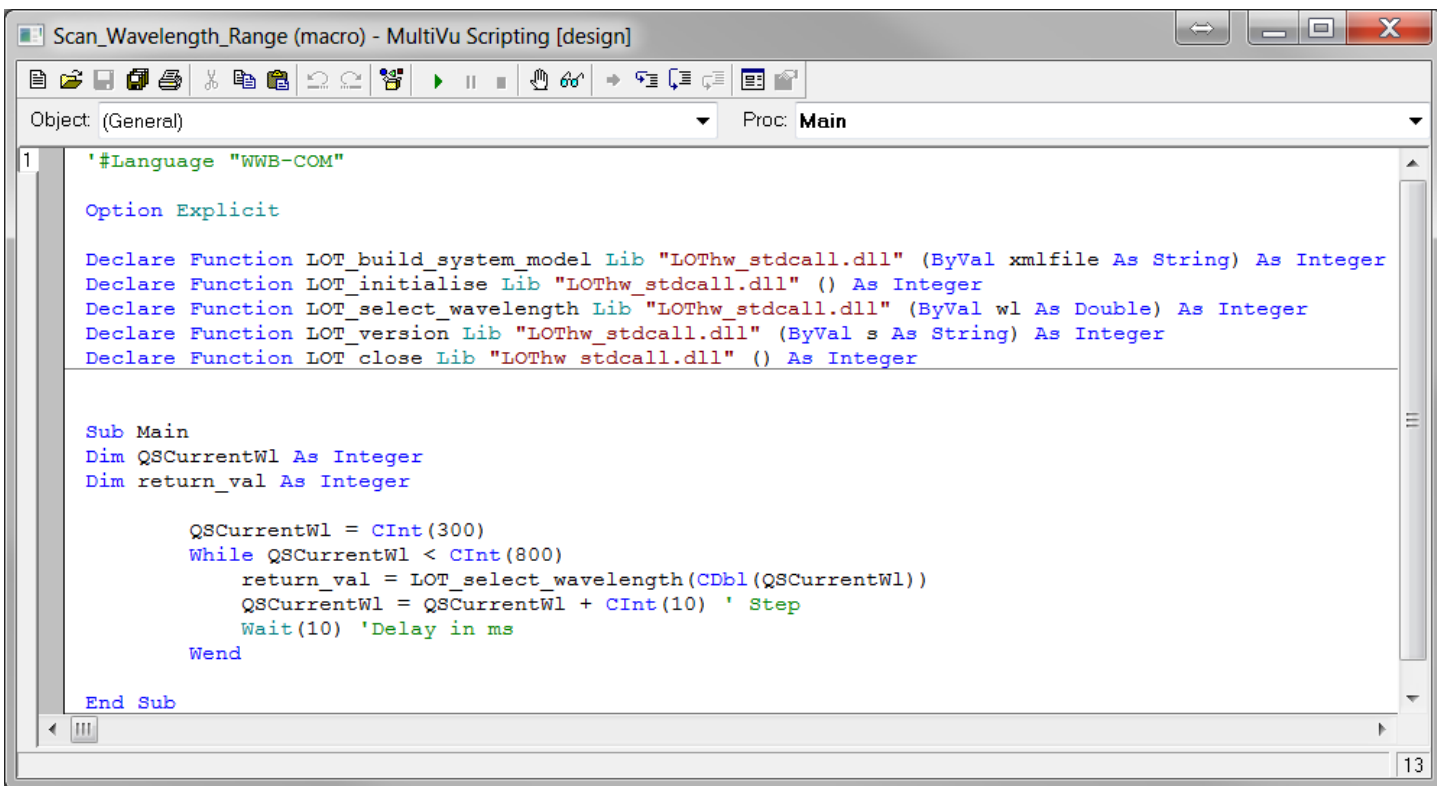 Scan_Wavelength_Range (macro) - MultiVu Scripting [design]
Object: (General) Proc: Main
1
'#Language "WWB-COM"
Option Explicit
Declare Function LOT_build_system_model Lib "LOThw_stdcall.dll" (ByVal xmlfile As String) As Integer
Declare Function LOT_initialise Lib "LOThw_stdcall.dll" () As Integer
Declare Function LOT_select_wavelength Lib "LOThw_stdcall.dll" (ByVal wl As Double) As Integer
Declare Function LOT_version Lib "LOThw_stdcall.dll" (ByVal s As String) As Integer
Declare Function LOT_close Lib "LOThw_stdcall.dll" () As Integer
Sub Main
Dim QSCurrentWl As Integer
Dim return_val As Integer
QSCurrentWl = CInt(300)
While QSCurrentWl < CInt(800)
return_val = LOT_select_wavelength(CDbl(QSCurrentWl))
QSCurrentWl = QSCurrentWl + CInt(10) ' Step
Wait(10) 'Delay in ms
Wend
End Sub
13